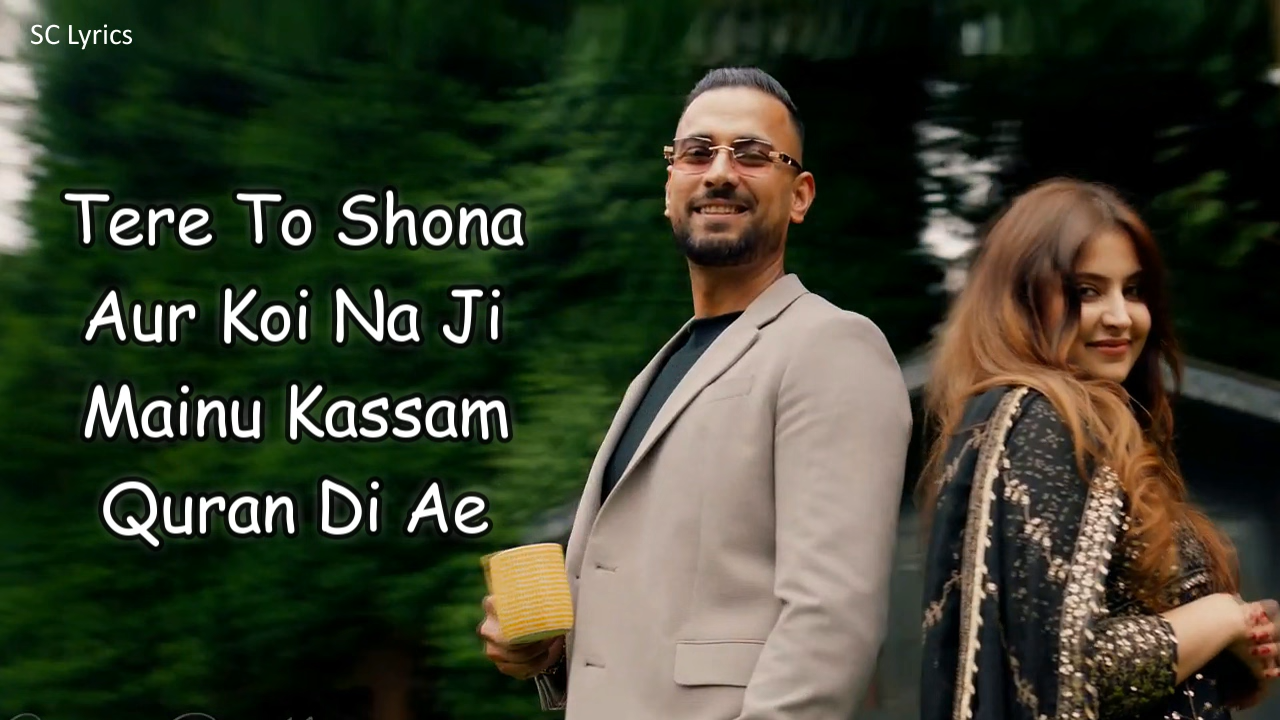 SC Lyrics
Tere To Shona
Aur Koi Na Ji
Mainu Kassam
Quran Di Ae